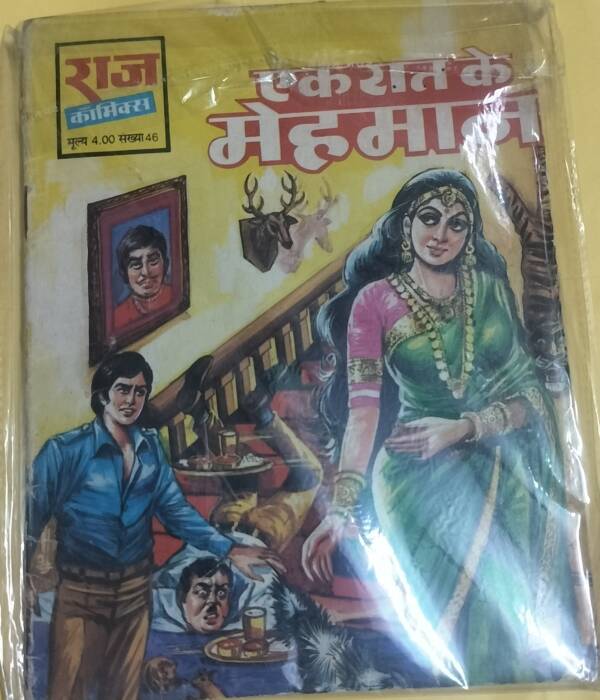 राज
कॉमिक्स
मूल्य 4.00 संख्या 46
एक रात के
मेहमान